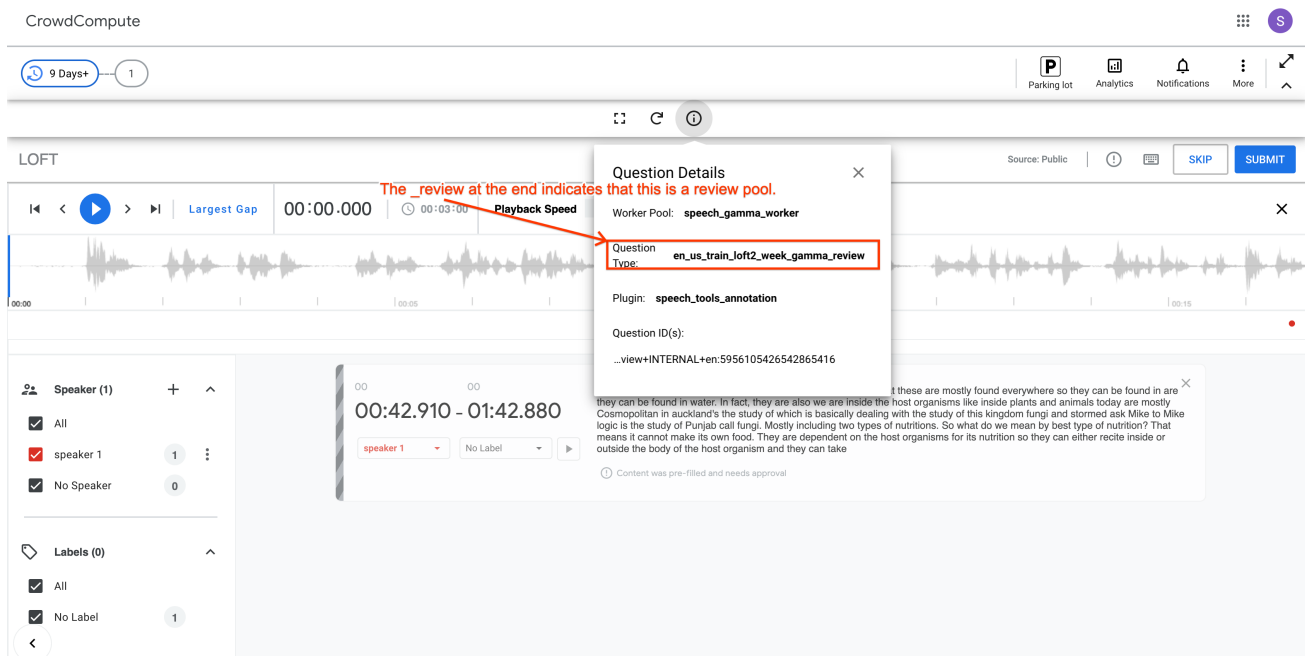 CrowdCompute
S
9 Days+
1
P
Parking lot
Analytics
Notifications
More
LOFT
Source: Public
SKIP
SUBMIT
Question Details
The _review at the end indicates that this is a review pool.
Largest Gap
00:00.000
00:03:00
Playback Speed
Worker Pool: speech_gamma_worker
Question
Type:
en_us_train_loft2_week_gamma_review
Plugin: speech_tools_annotation
Question ID(s):
...view+INTERNAL+en:5956105426542865416
00:00
00:05
00:15
Speaker (1)
All
speaker 1
1
No Speaker
0
Labels (0)
All
No Label
1
00
00
00:42.910 - 01:42.880
speaker 1
No Label
t these are mostly found everywhere so they can be found in are
they can be found in water. In fact, they are also we are inside the host organisms like inside plants and animals today are mostly
Cosmopolitan in auckland's the study of which is basically dealing with the study of this kingdom fungi and stormed ask Mike to Mike
logic is the study of Punjab call fungi. Mostly including two types of nutritions. So what do we mean by best type of nutrition? That
means it cannot make its own food. They are dependent on the host organisms for its nutrition so they can either recite inside or
outside the body of the host organism and they can take
Content was pre-filled and needs approval